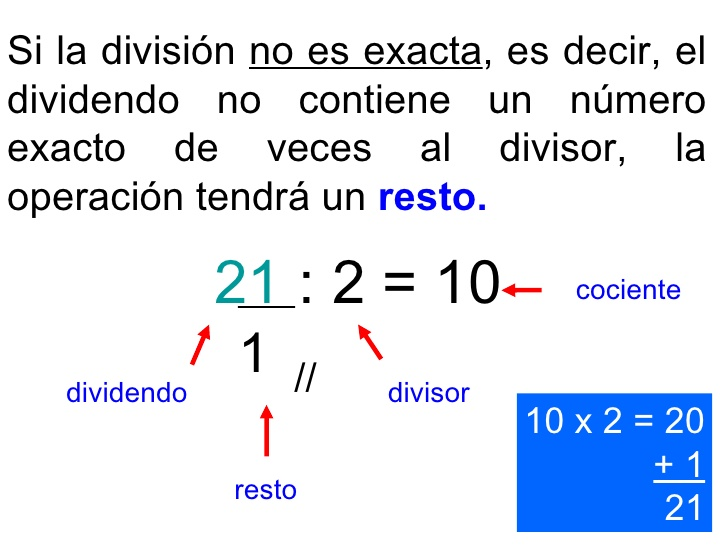 Si la división no es exacta, es decir, el
dividendo no contiene un número
exacto de veces al divisor, la
operación tendrá un resto.
21 : 2 = 10
cociente
1 //
dividendo
divisor
resto
10 x 2 = 20
+ 1
21